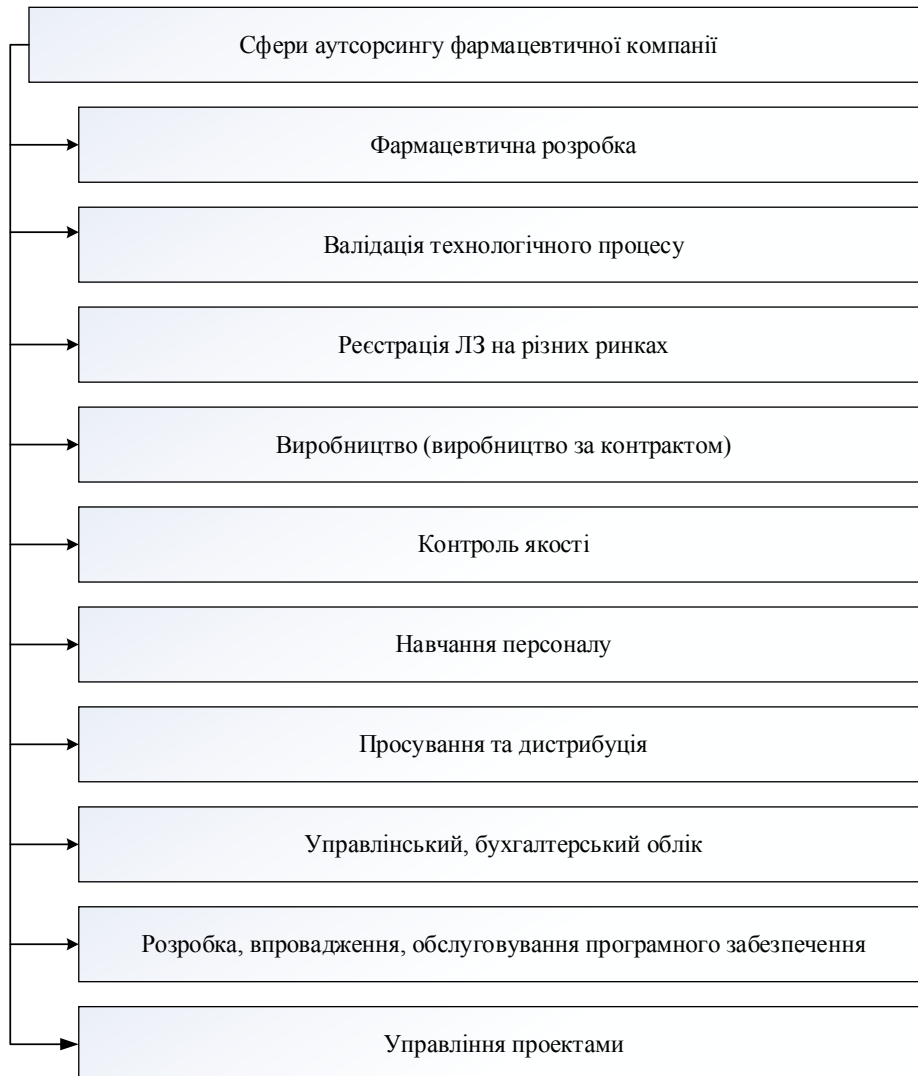 Сфери аутсорсингу фармацевтичної компанії
Фармацевтична розробка
Валідація технологічного процесу
Реєстрація ЛЗ на різних ринках
Виробництво (виробництво за контрактом)
Контроль якості
Навчання персоналу
Просування та дистрибуція
Управлінський, бухгалтерський облік
Розробка, впровадження, обслуговування програмного забезпечення
Управління проектами